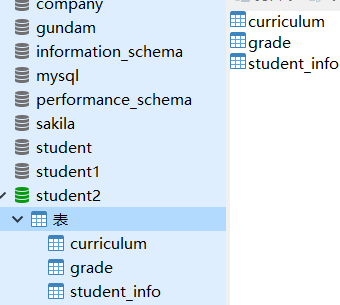 company
gundam
information_schema
mysql
performance_schema
sakila
student
student1
student2
表
curriculum
grade
student_info
curriculum
grade
student_info